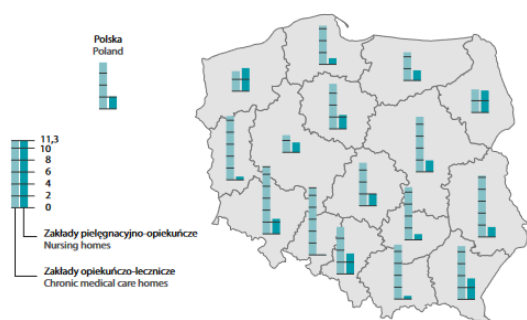 Polska
Poland
11,3
10
8
6
4
2
0
Zakłady pielęgnacyjno-opiekuńcze
Nursing homes
Zakłady opiekuńczo-lecznicze
Chronic medical care homes